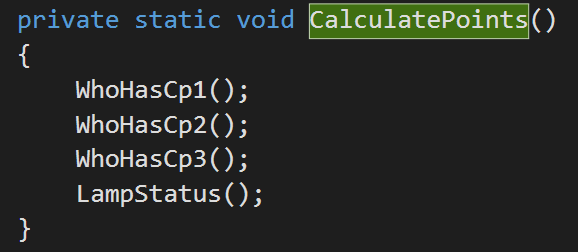 private static void CalculatePoints()
{
    WhoHasCp1();
    WhoHasCp2();
    WhoHasCp3();
    LampStatus();
}